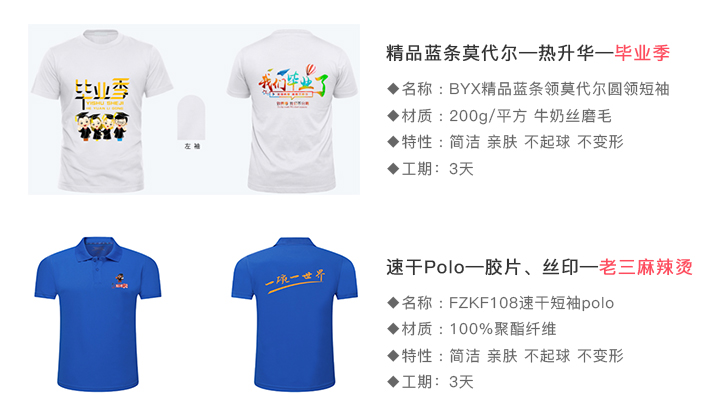 毕业季
左 袖
我们毕业了
精品蓝条莫代尔—热升华—毕业季
◆名称：BYX精品蓝条领莫代尔圆领短袖
◆材质：200g/平方 牛奶丝磨毛
◆特性：简洁 亲肤 不起球 不变形
◆工期：3天
一碗一世界
速干Polo—胶片、丝印—老三麻辣烫
◆名称：FZKF108速干短袖polo
◆材质：100%聚酯纤维
◆特性：简洁 亲肤 不起球 不变形
◆工期：3天